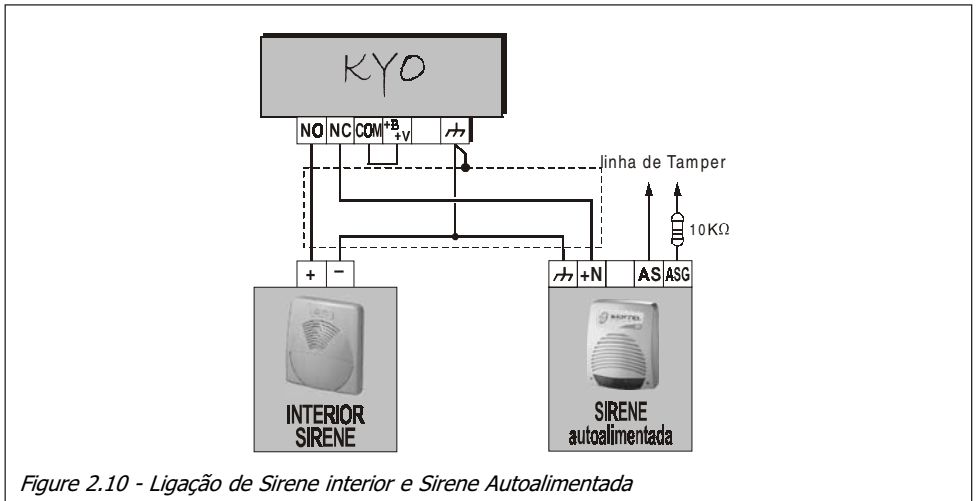 KYO
NO NC COM +B +V
linha de Tamper
10KΩ
+ −
+N AS ASG
BENTEL
INTERIOR
SIRENE
SIRENE
autoalimentada
Figure 2.10 - Ligação de Sirene interior e Sirene Autoalimentada